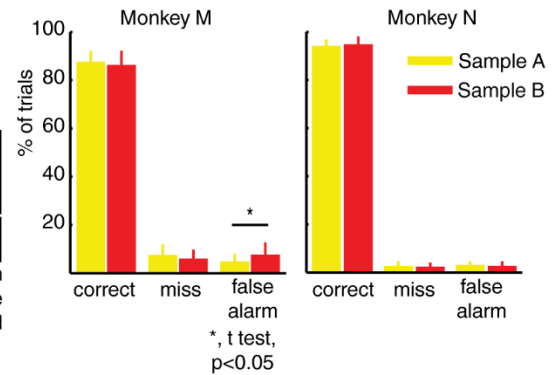 Monkey M
Monkey N
% of trials
100
80
60
40
20
Sample A
Sample B
*
correct
miss
false
alarm
correct
miss
false
alarm
*, t test,
p<0.05